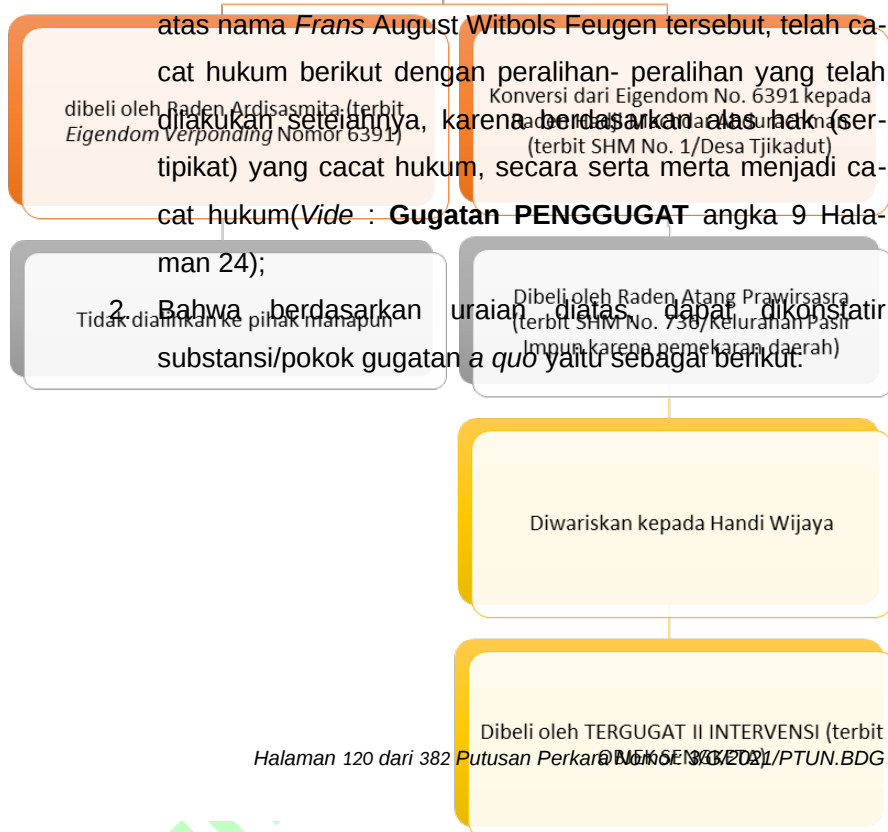 atas nama Frans August Witbols Feugen tersebut, telah ca-
cat hukum berikut dengan peralihan- peralihan yang telah
dilakukan setelahnya, karena berdasarkan alas hak (ser-
tipikat) yang cacat hukum, secara serta merta menjadi ca-
cat hukum(Vide : Gugatan PENGGUGAT angka 9 Hala-
man 24);
2. Bahwa berdasarkan uraian diatas, dapat dikonstatir
substansi/pokok gugatan a quo yaitu sebagai berikut:
dibeli oleh Raden Ardisasmita (terbit
Eigendom Verponding Nomor 6391)
Konversi dari Eigendom No. 6391 kepada
Raden Hadji
(terbit SHM No. 1/Desa Tjikadut)
Tidak dialihkan ke pihak manapun
Dibeli oleh Raden Atang Prawirsasra
(terbit SHM No. 736/Kelurahan Pasir
Impun karena pemekaran daerah)
Diwariskan kepada Handi Wijaya
Dibeli oleh TERGUGAT II INTERVENSI (terbit
OBJEK SENGKETA)
Halaman 120 dari 382 Putusan Perkara Nomor: 3/G/2021/PTUN.BDG